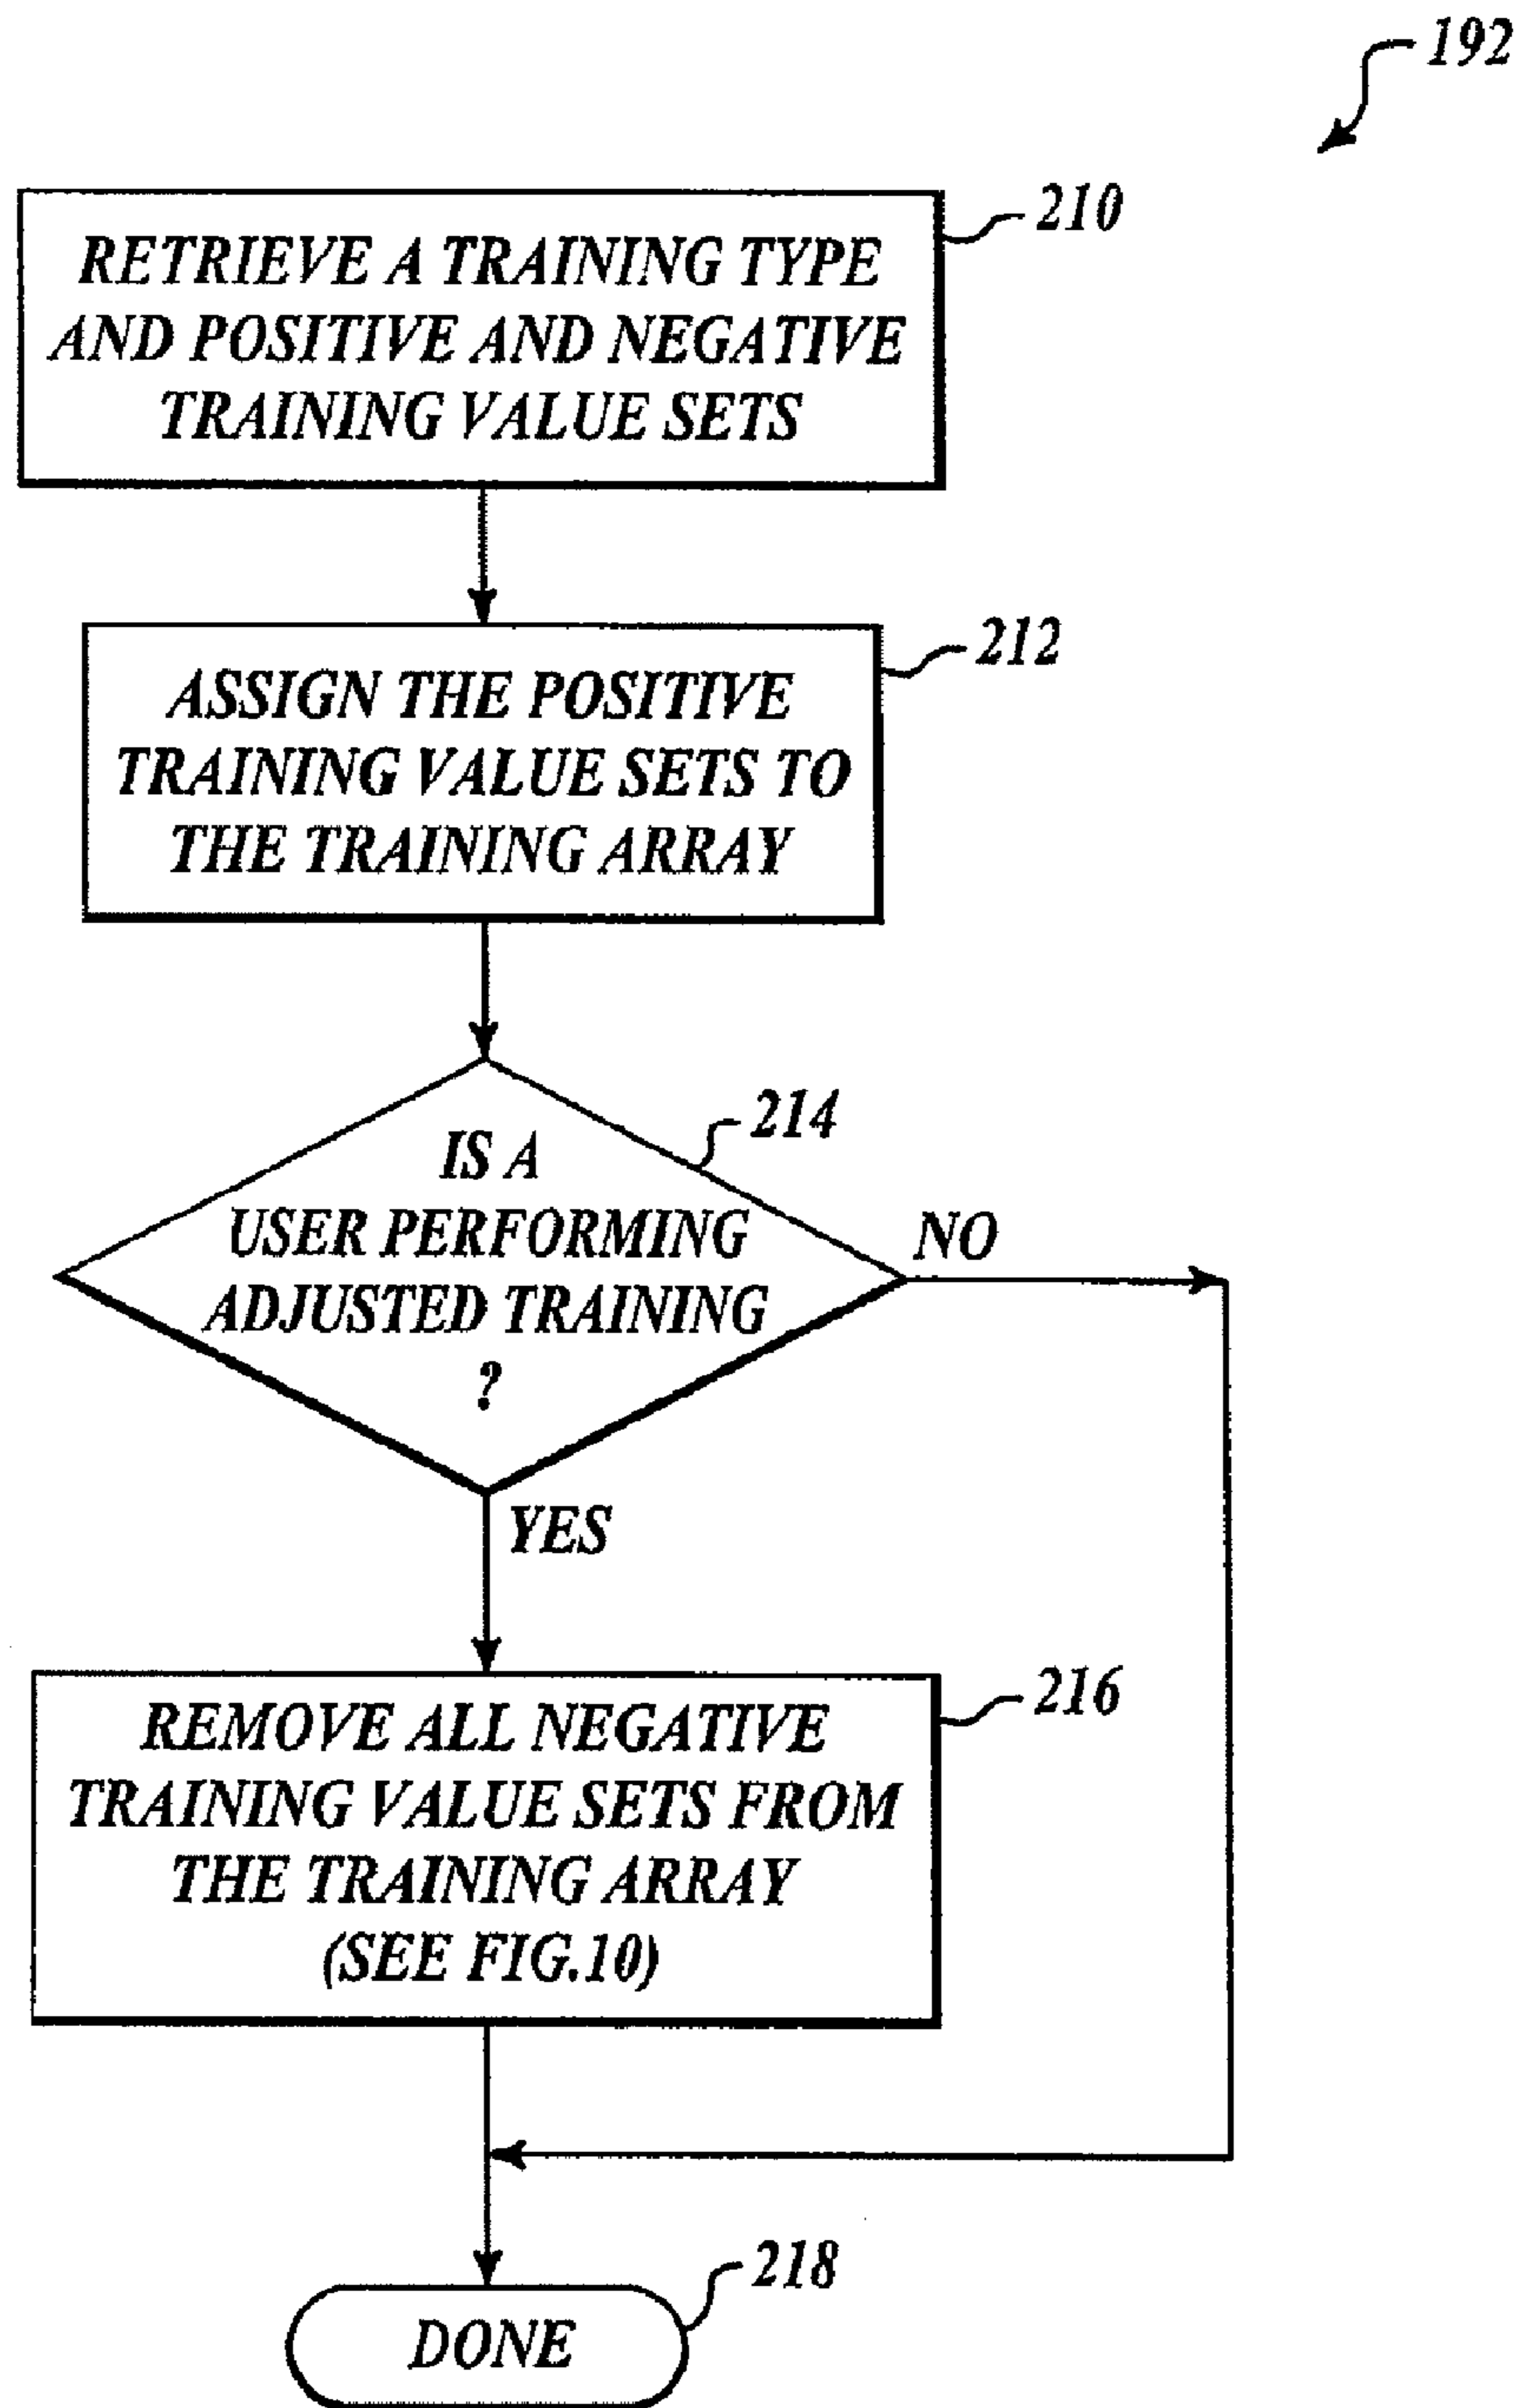 192
210
RETRIEVE A TRAINING TYPE
AND POSITIVE AND NEGATIVE
TRAINING VALUE SETS
212
ASSIGN THE POSITIVE
TRAINING VALUE SETS TO
THE TRAINING ARRAY
214
IS A
USER PERFORMING
ADJUSTED TRAINING
?
NO
YES
216
REMOVE ALL NEGATIVE
TRAINING VALUE SETS FROM
THE TRAINING ARRAY
(SEE FIG.10)
218
DONE